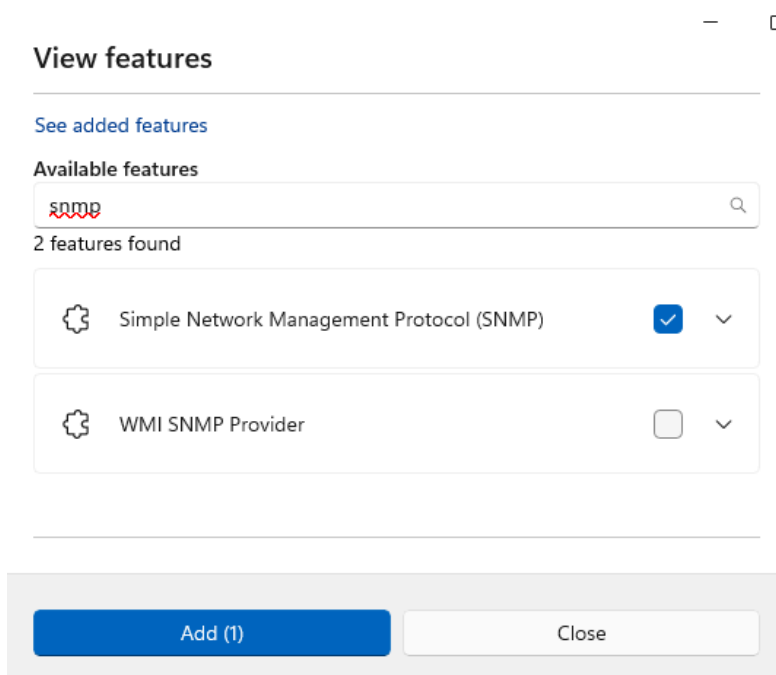 View features
See added features
Available features
snmp
2 features found
Simple Network Management Protocol (SNMP)
WMI SNMP Provider
Add (1)
Close